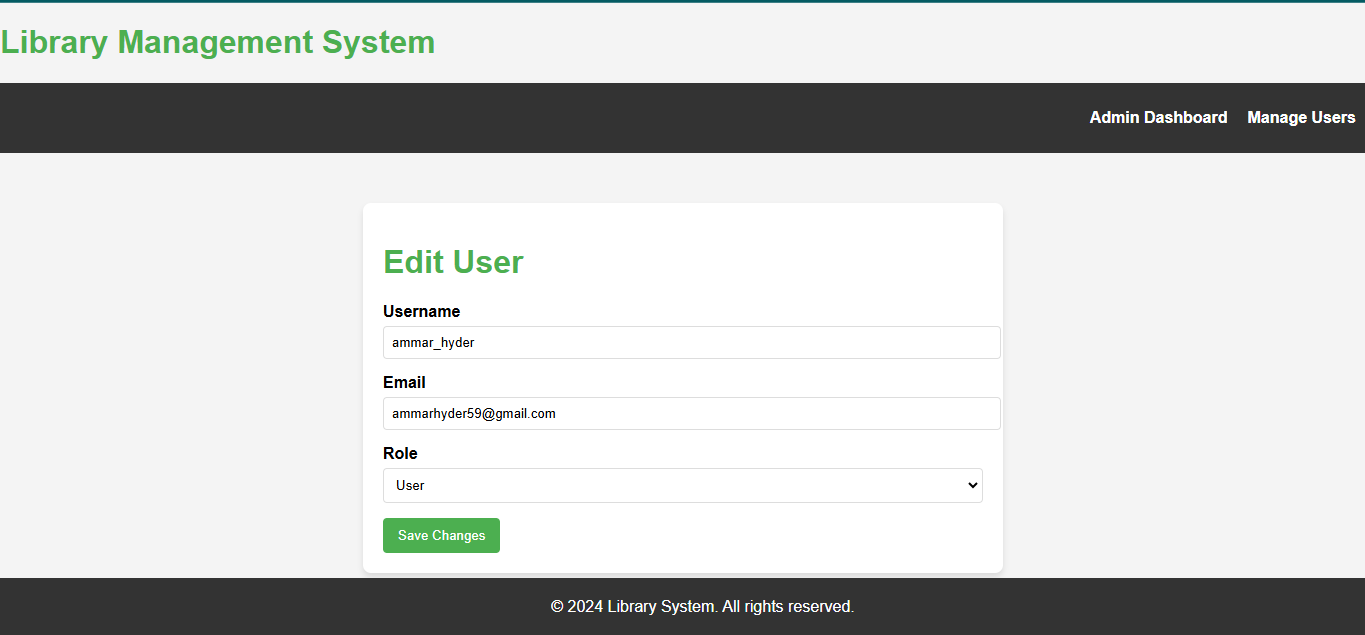 Library Management System
Admin Dashboard Manage Users
Edit User
Username
ammar_hyder
Email
ammarhyder59@gmail.com
Role
User
Save Changes
© 2024 Library System. All rights reserved.